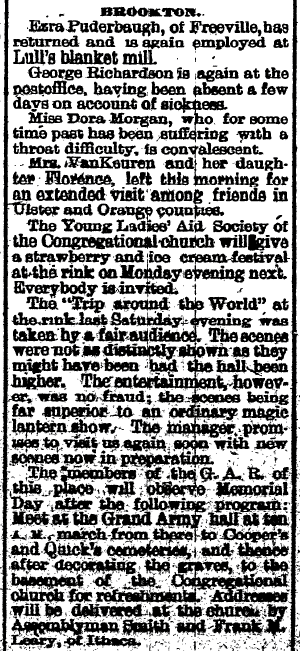 BROOKTON.
Ezra Puderbaugh, of Freeville, has
returned and is again employed at
Lull's blanket mill.
George Richardson is again at the
postoffice, having been absent a few
days on account of sickness.
Miss Dora Morgan, who for some
time past has been suffering with a
throat difficulty, is convalescent.
Mrs. VanKeuren and her daugh-
ter Florence, left this morning for
an extended visit among friends in
Ulster and Orange counties.
The Young Ladies' Aid Society of
the Congregational church will give
a strawberry and ice cream festival
at the rink on Monday evening next.
Everybody is invited.
The "Trip around the World" at
the rink last Saturday evening was
taken by a fair audience. The scenes
were not as distinctly shown as they
might have been had the hall been
higher. The entertainment, howev-
er, was no fraud; the scenes being
far superior to an ordinary magic
lantern show. The manager prom-
ises to visit us again soon with new
scenes now in preparation.
The members of the G. A. R. of
this place will observe Memorial
Day after the following program:
Meet at the Grand Army hall at ten
A. M., march from there to Cooper's
and Quick's cemeteries, and thence
after decorating the graves, to the
basement of the Congregational
church for refreshments. Addresses
will be delivered at the church by
Assemblyman Smith and Frank M.
Leary, of Ithaca.